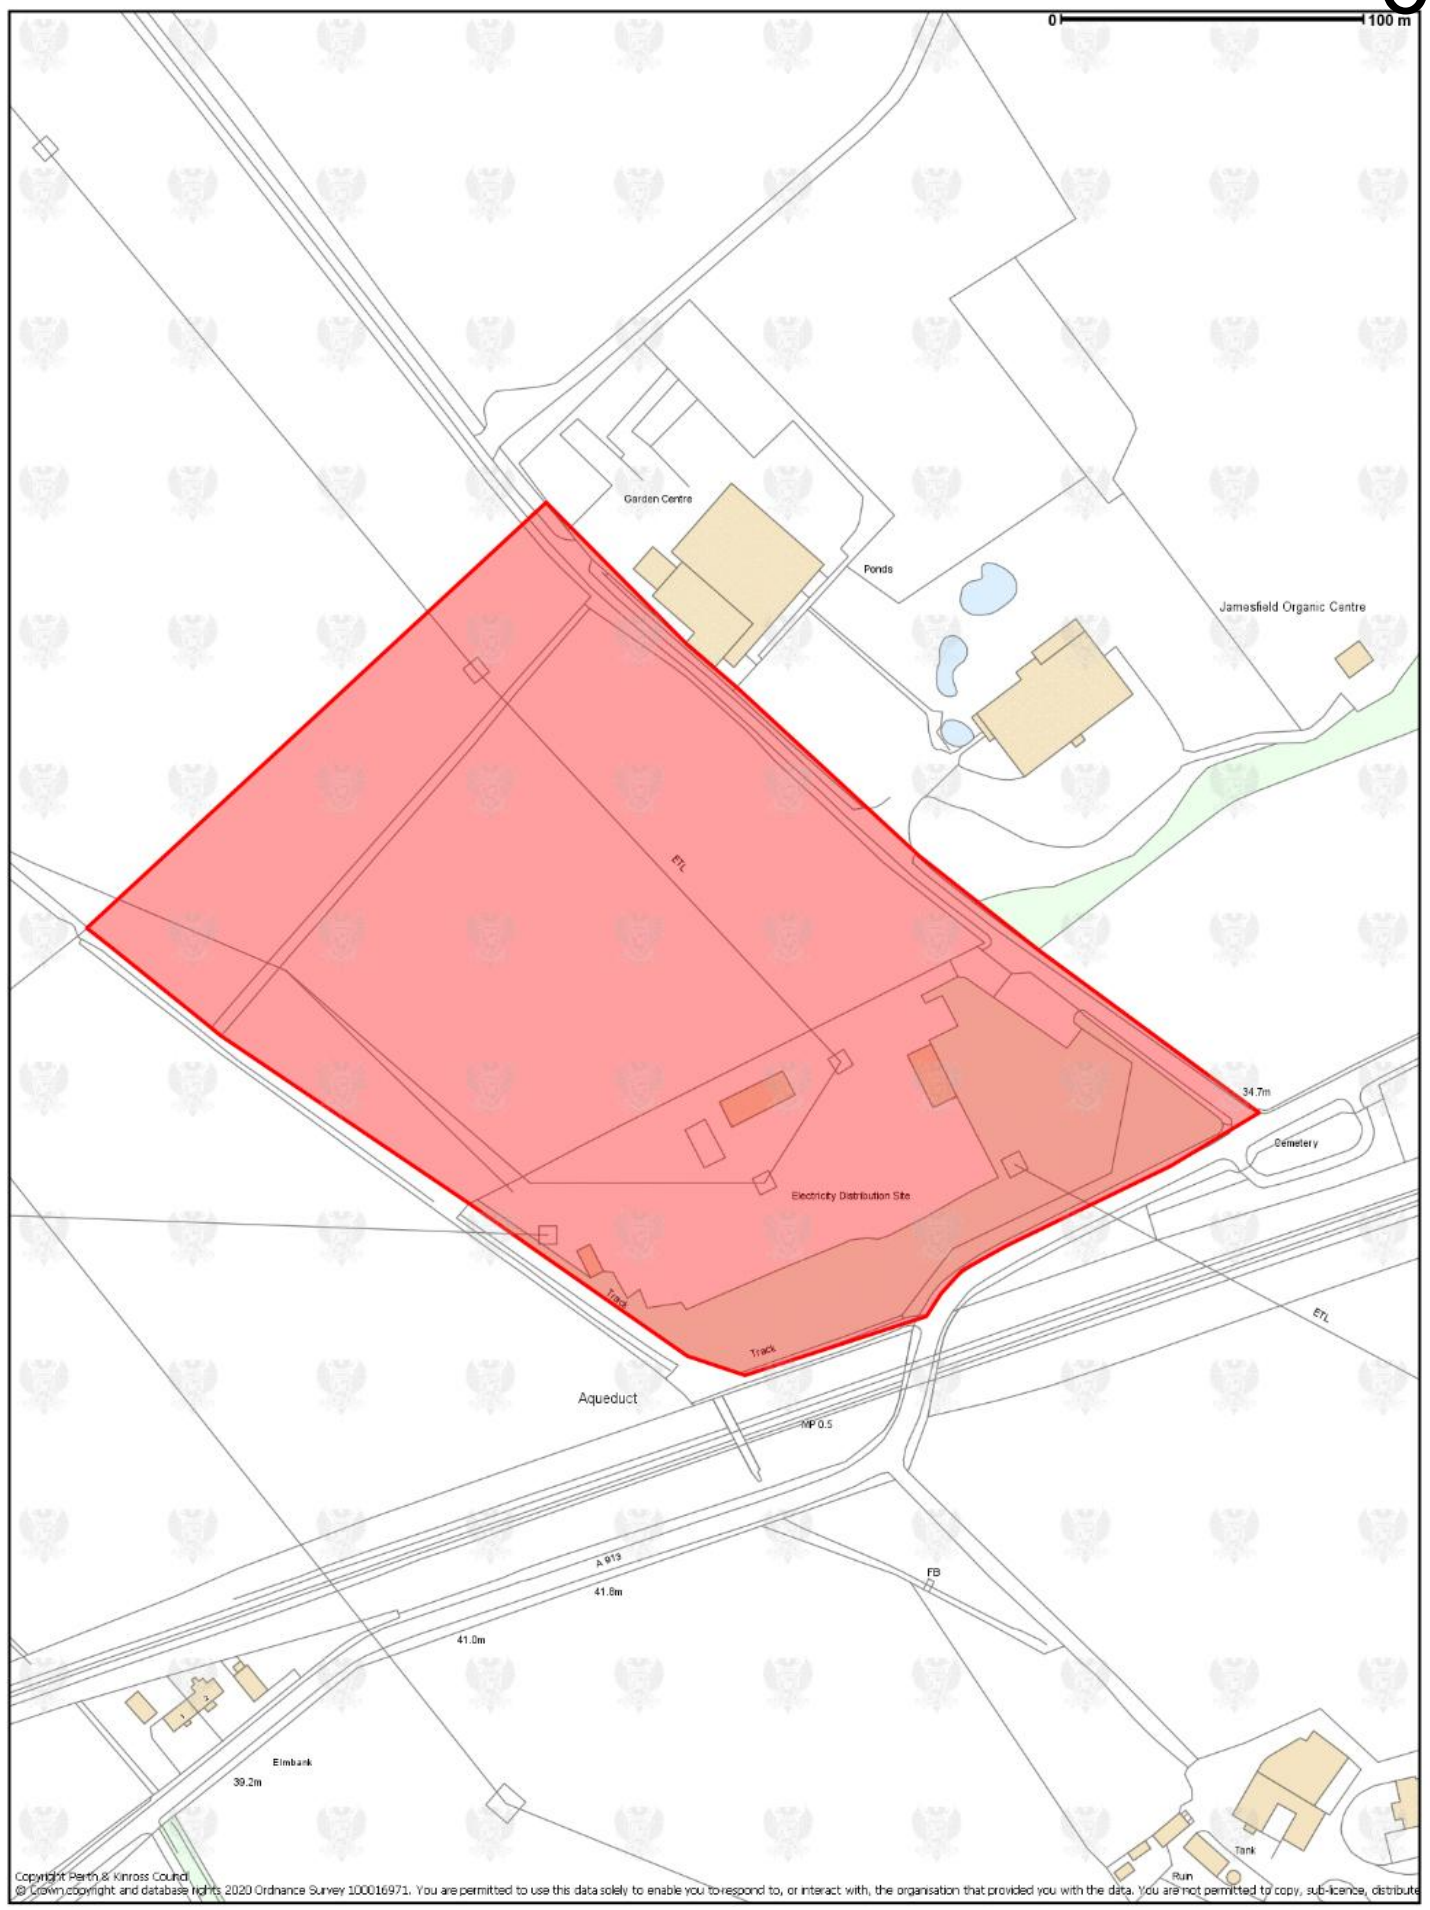 0 100 m
Garden Centre
Ponds
Jamesfield Organic Centre
ETL
34.7m
Cemetery
Electricity Distribution Site
Track
ETL
Track
Aqueduct
MP 0.5
A 913
FB
41.8m
41.0m
2
1
Elmbank
39.2m
Tank
Ruin
Copyright Perth & Kinross Council
© Crown copyright and database rights 2020 Ordnance Survey 100016971. You are permitted to use this data solely to enable you to respond to, or interact with, the organisation that provided you with the data. You are not permitted to copy, sub-licence, distribute